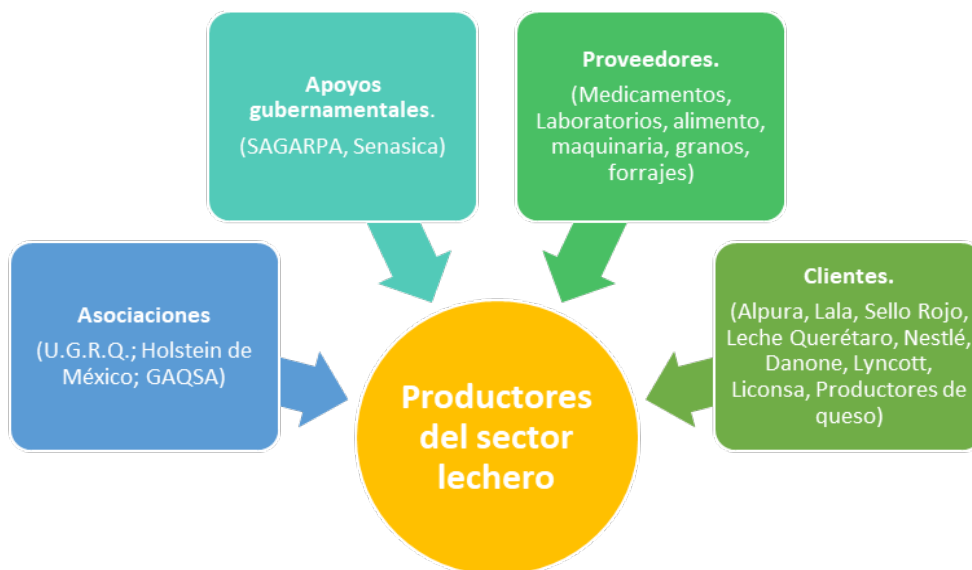 Apoyos
gubernamentales.
(SAGARPA, Senasica)
Proveedores.
(Medicamentos,
Laboratorios, alimento,
maquinaria, granos,
forrajes)
Asociaciones
(U.G.R.Q.; Holstein de
México; GAQSA)
Clientes.
(Alpura, Lala, Sello Rojo,
Leche Querétaro, Nestlé,
Danone, Lyncott,
Liconsa, Productores de
queso)
Productores
del sector
lechero